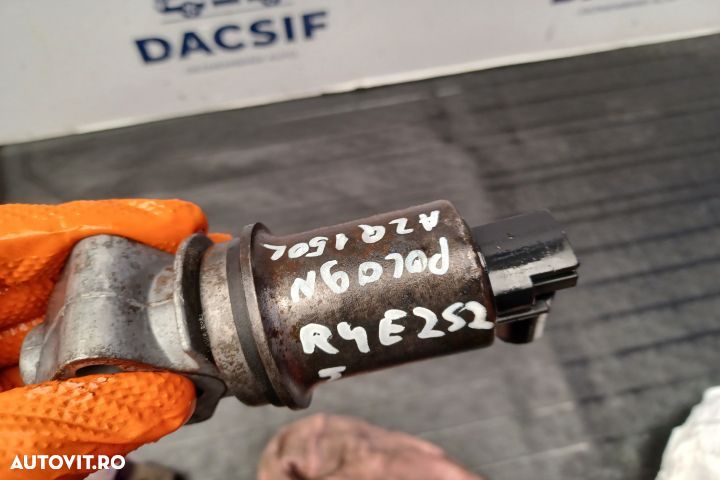 DACSIF
AZQ 150L
POLO 9N
R4E252
AUTOVIT.RO